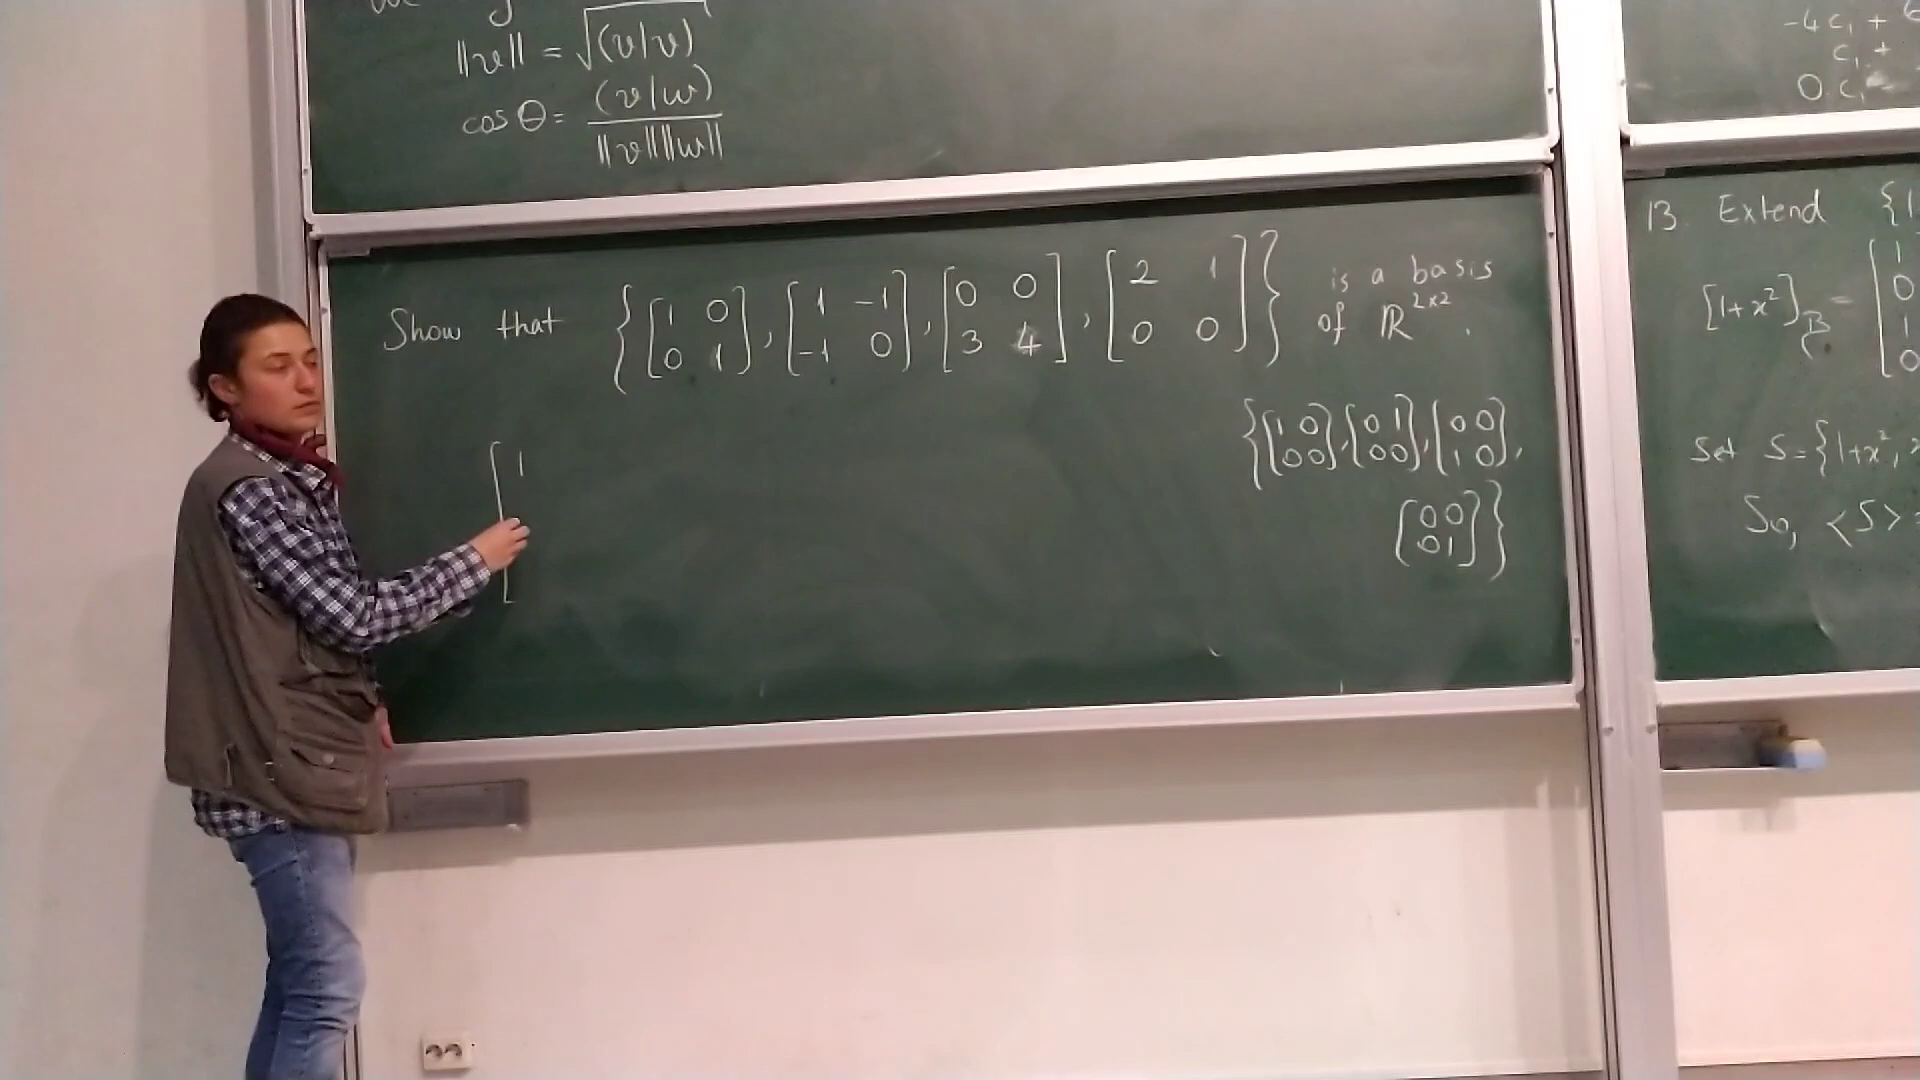 ||v|| = √(v|v)
cos θ = (v|w) / ||v|| ||w||
Show that {[1 0; 0 1], [1 -1; -1 0], [0 0; 3 4], [2 1; 0 0]} is a basis
of ℝ^{2×2}.
{[1 0; 0 0], [0 1; 0 0], [0 0; 1 0],
[0 0; 0 1]}
[1
-4c₁ +
c₁ +
0c₁
13. Extend {1
[1+x²]_B = [1 0 1 0
Set S={1+x²,
So, <S> =